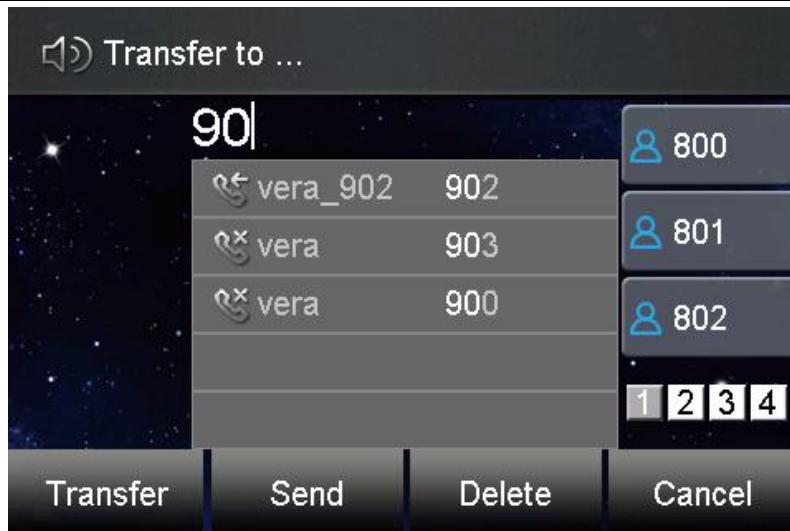 Transfer to ...
90
vera_902 902
vera 903
vera 900
800
801
802
1 2 3 4
Transfer Send Delete Cancel